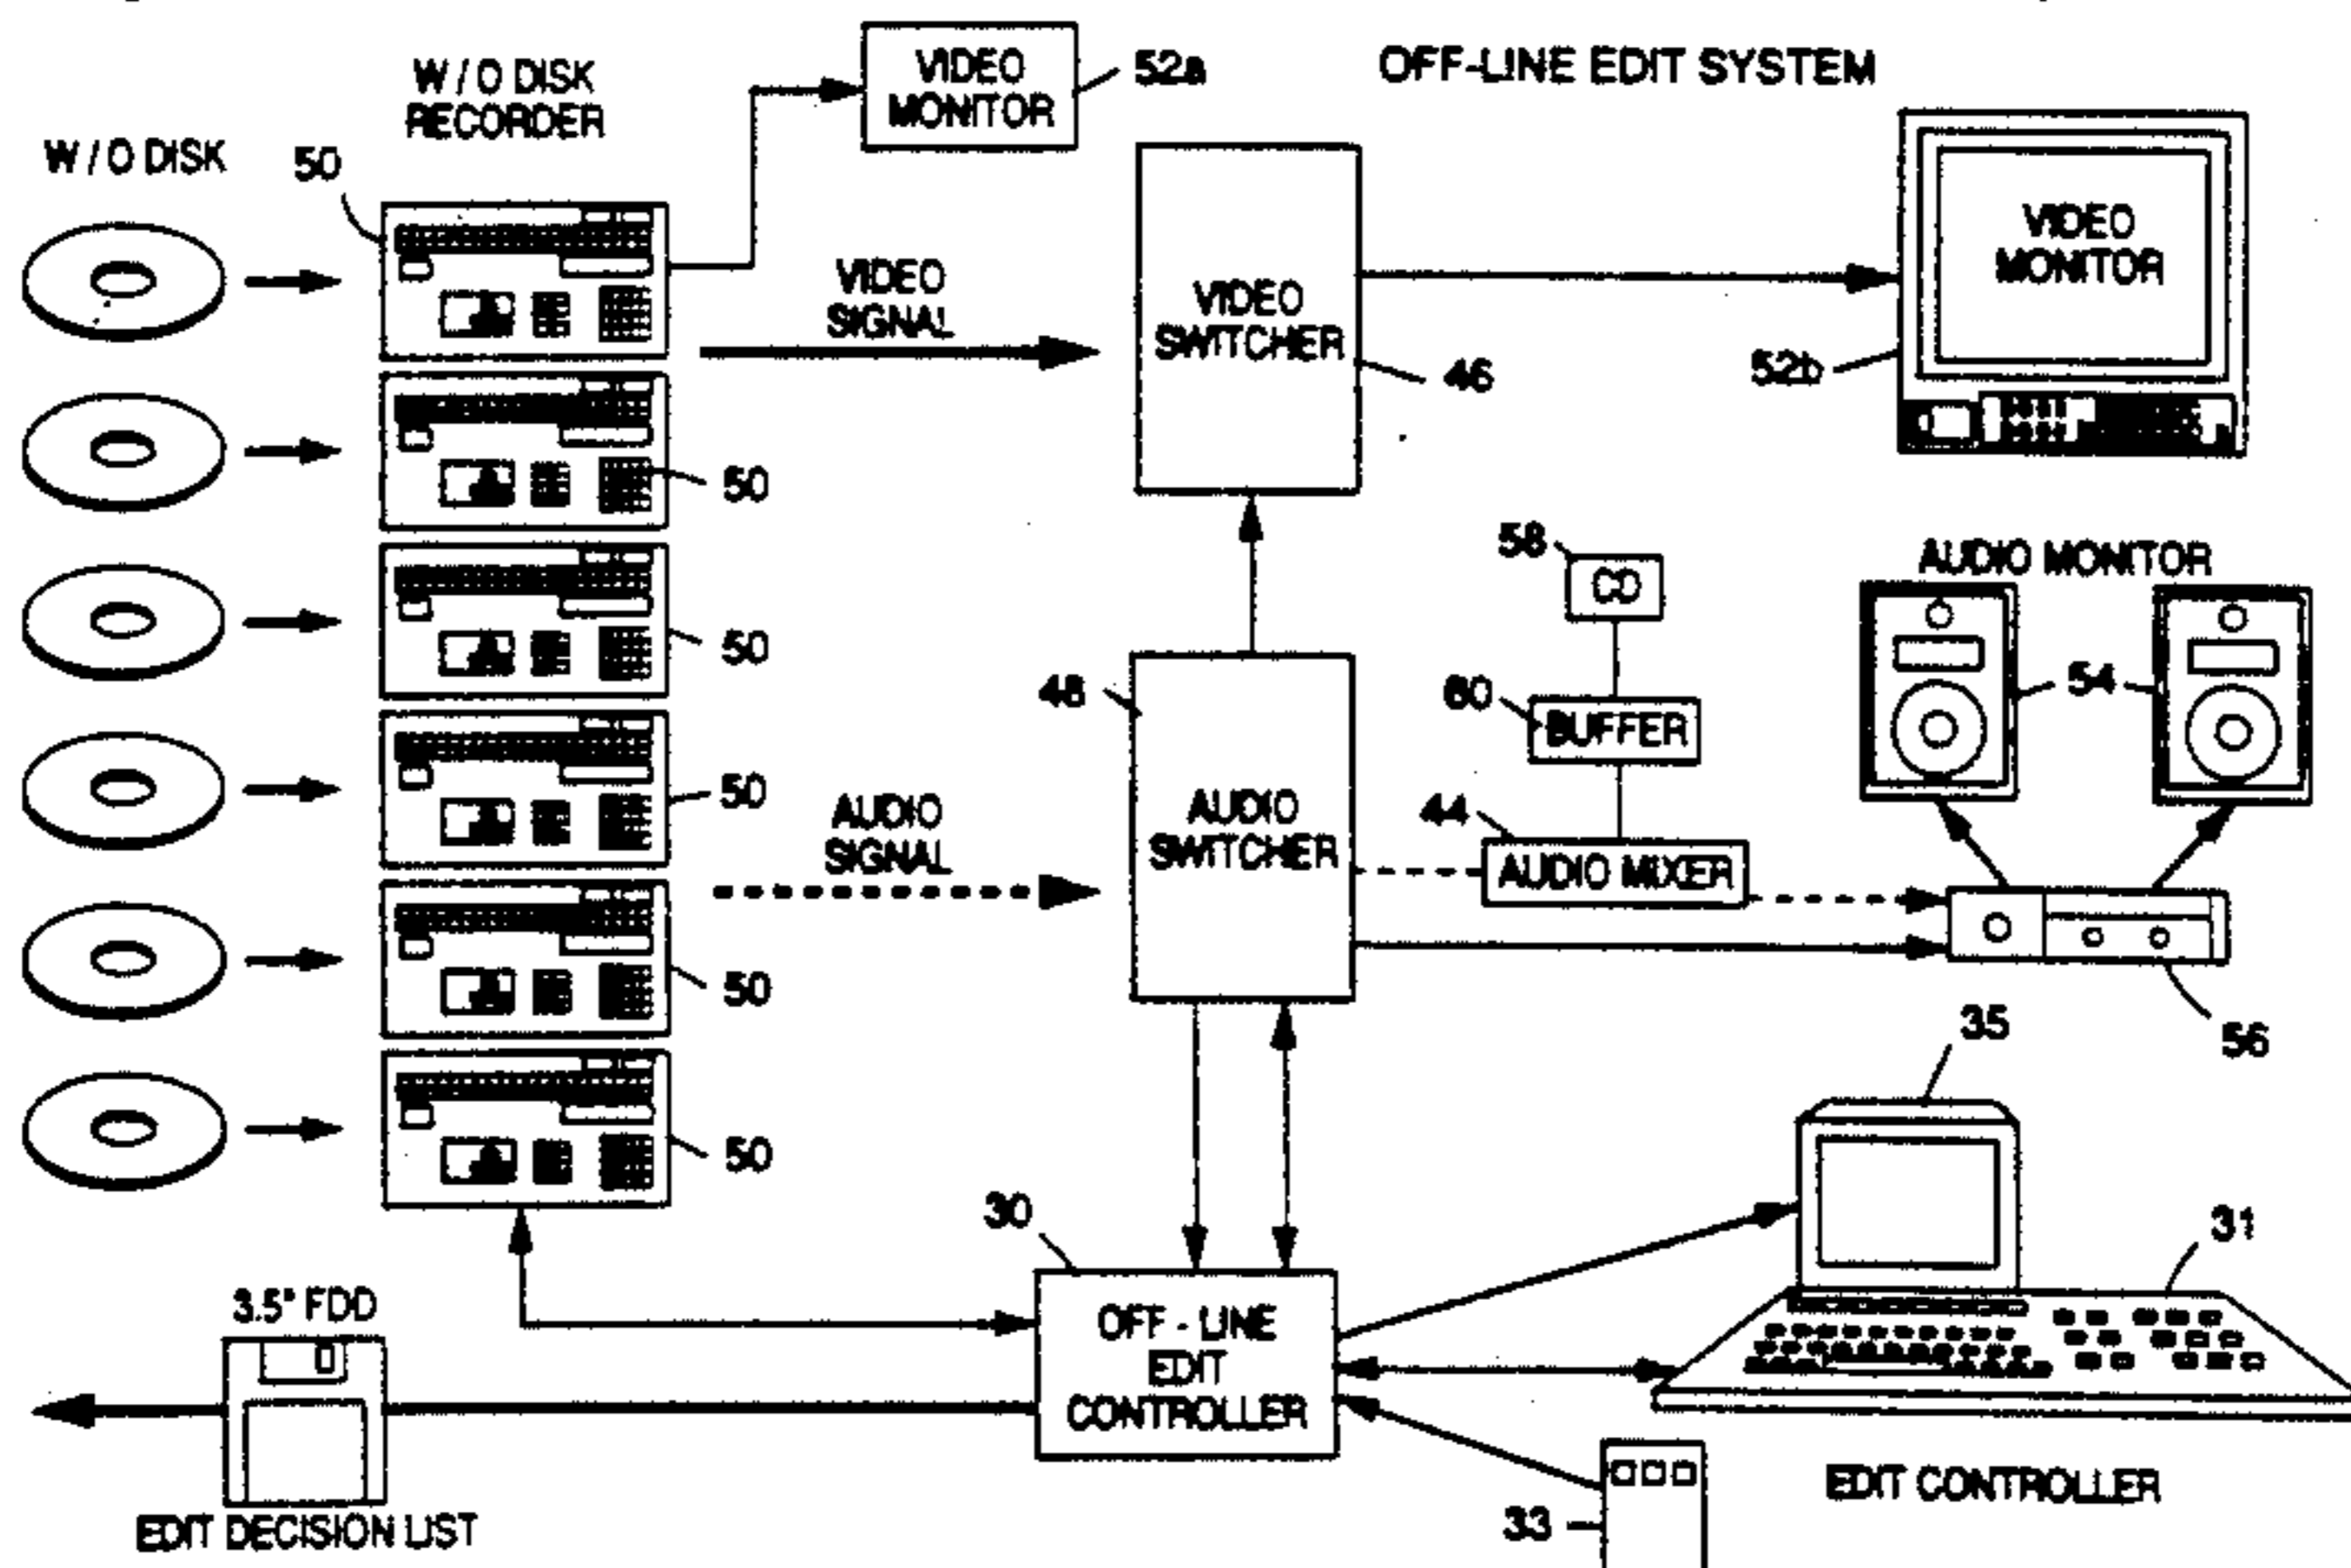 W / O DISK
W / O DISK
RECORDER
50
VIDEO
MONITOR
52a
OFF-LINE EDIT SYSTEM
VIDEO
SIGNAL
VIDEO
SWITCHER
46
VIDEO
MONITOR
52b
50
50
50
50
50
AUDIO
SIGNAL
48
AUDIO
SWITCHER
58
CD
60
BUFFER
44
AUDIO MIXER
AUDIO MONITOR
54
56
35
31
30
OFF - LINE
EDIT
CONTROLLER
3.5" FDD
EDIT DECISION LIST
33
EDIT CONTROLLER